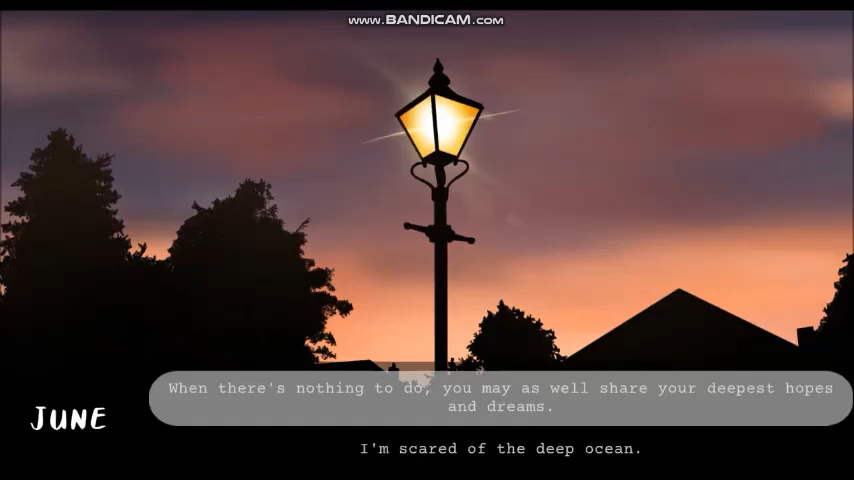 www.BANDICAM.com
When there's nothing to do, you may as well share your deepest hopes
and dreams.
JUNE
I'm scared of the deep ocean.